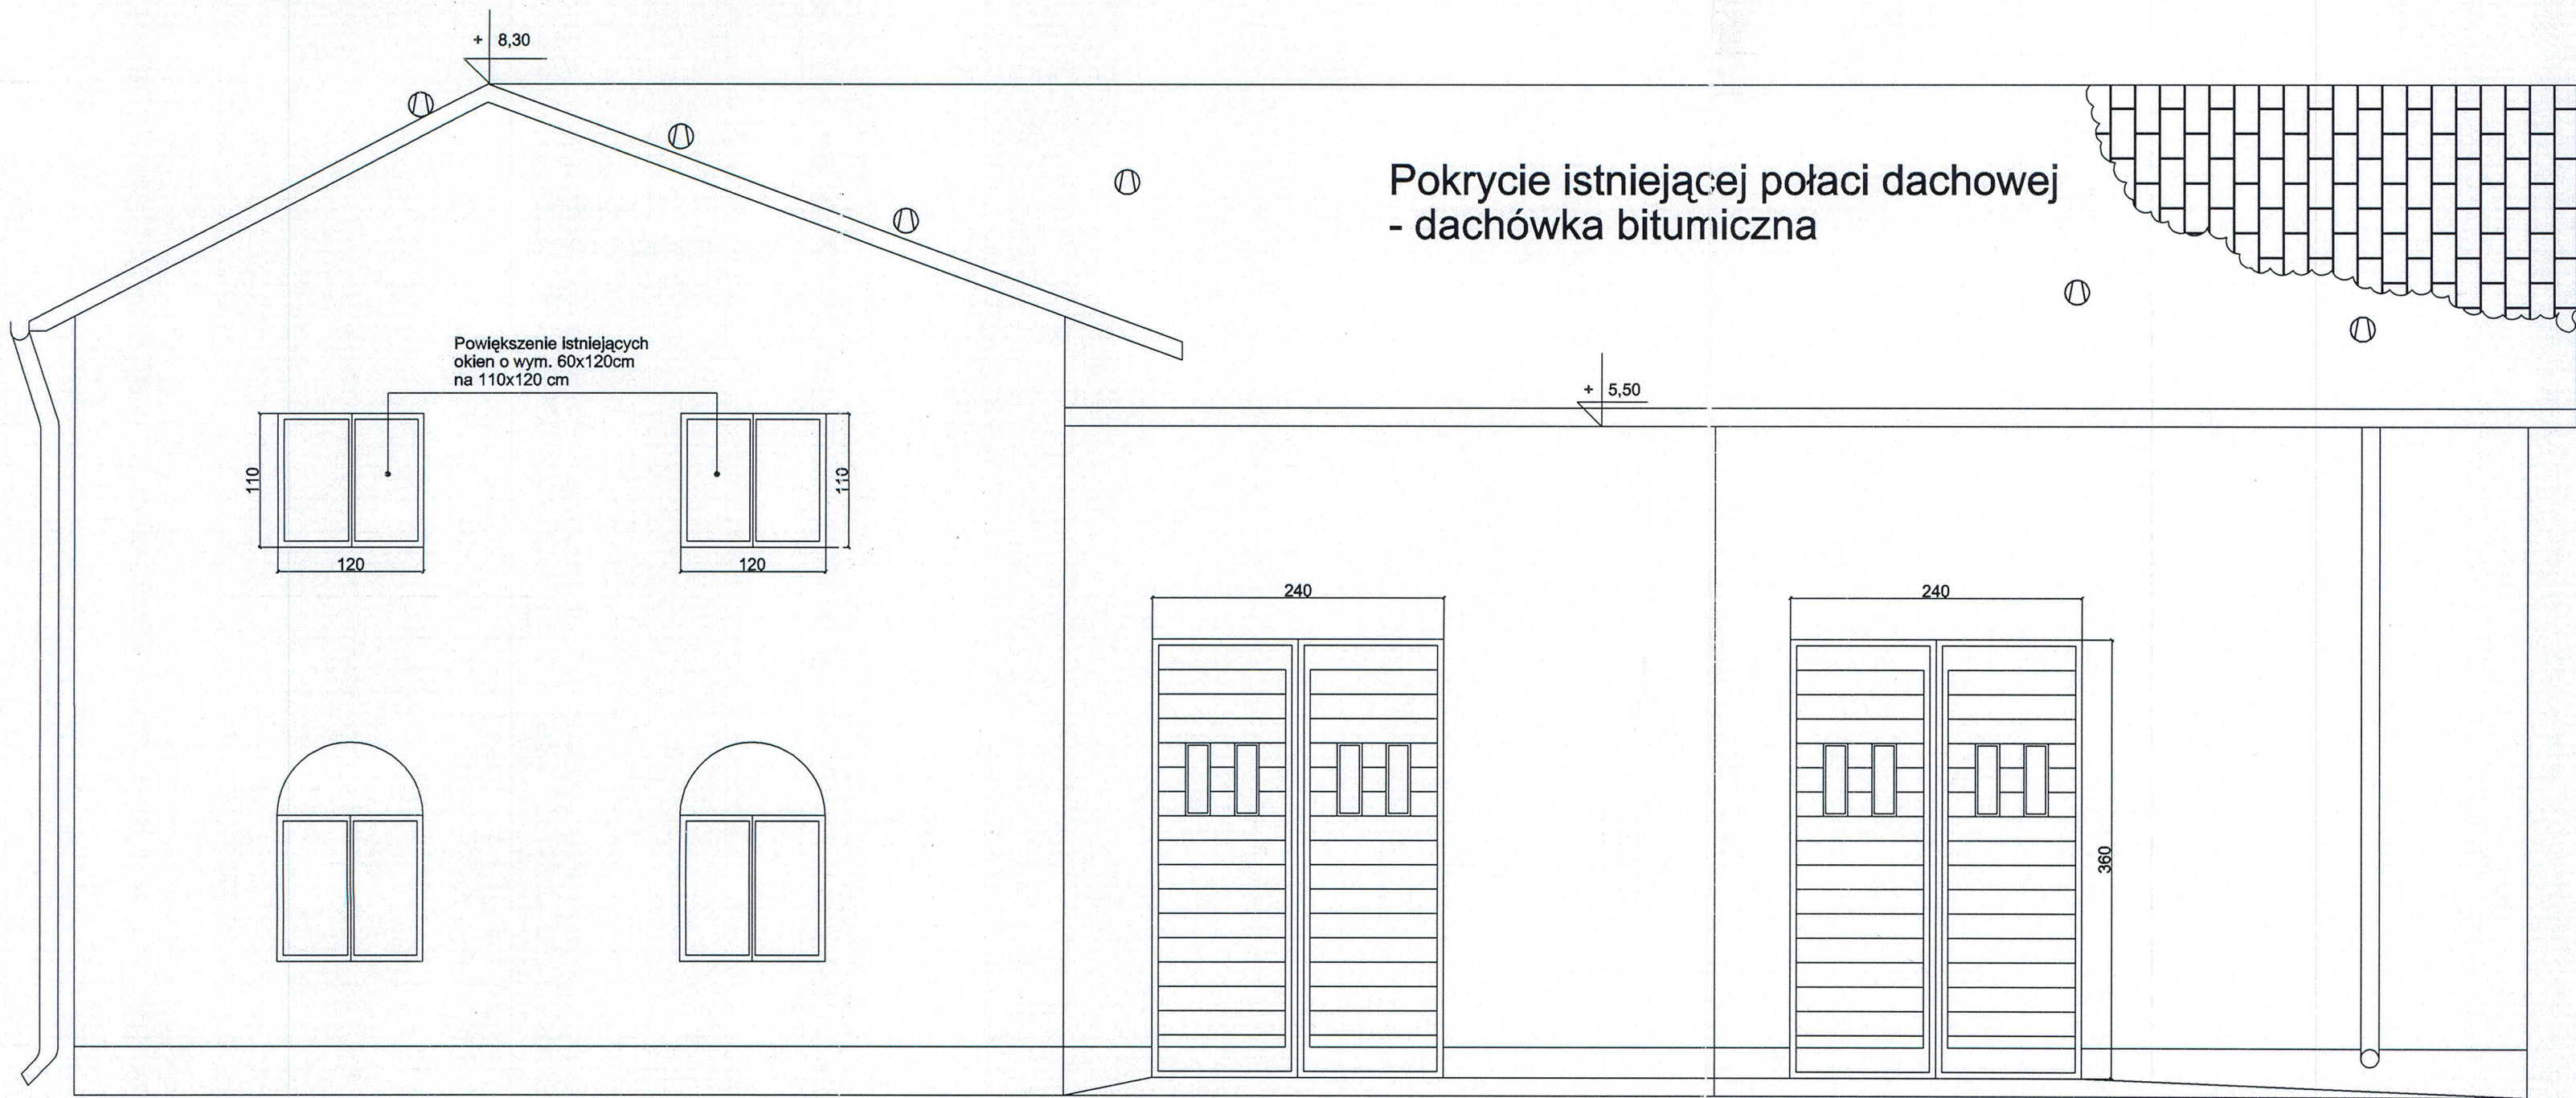 + 8,30
Pokrycie istniejącej połaci dachowej
- dachówka bitumiczna
Powiększenie istniejących
okien o wym. 60x120cm
na 110x120 cm
+ 5,50
110
110
120
120
240
240
360